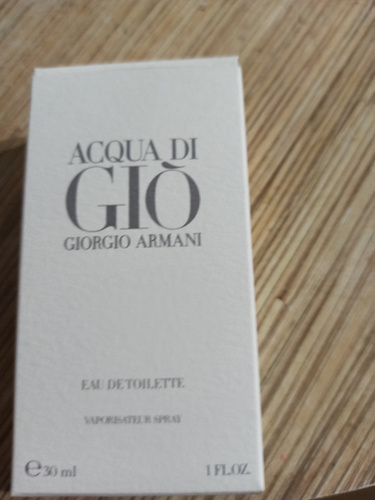 ACQUA DI
GIÒ
GIORGIO ARMANI
EAU DE TOILETTE
VAPORISATEUR SPRAY
℮30 ml 1 FL.OZ.